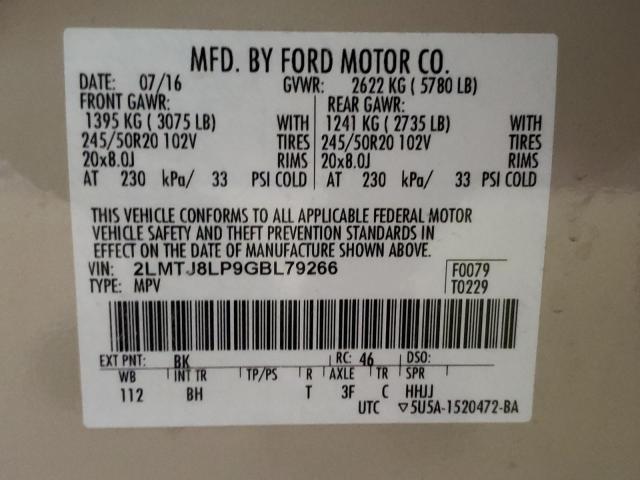 MFD. BY FORD MOTOR CO.
DATE: 07/16 GVWR: 2622 KG ( 5780 LB)
FRONT GAWR: REAR GAWR:
1395 KG ( 3075 LB) WITH 1241 KG ( 2735 LB) WITH
245/50R20 102V TIRES 245/50R20 102V TIRES
20x8.0J RIMS 20x8.0J RIMS
AT 230 kPa/ 33 PSI COLD AT 230 kPa/ 33 PSI COLD
THIS VEHICLE CONFORMS TO ALL APPLICABLE FEDERAL MOTOR
VEHICLE SAFETY AND THEFT PREVENTION STANDARDS IN
EFFECT ON THE DATE OF MANUFACTURE SHOWN ABOVE.
VIN: 2LMTJ8LP9GBL79266 F0079
TYPE: MPV T0229
EXT PNT: BK RC: 46 DSO:
WB INT TR TP/PS R AXLE TR SPR
112 BH T 3F C HHJJ
UTC ▽5U5A-1520472-BA